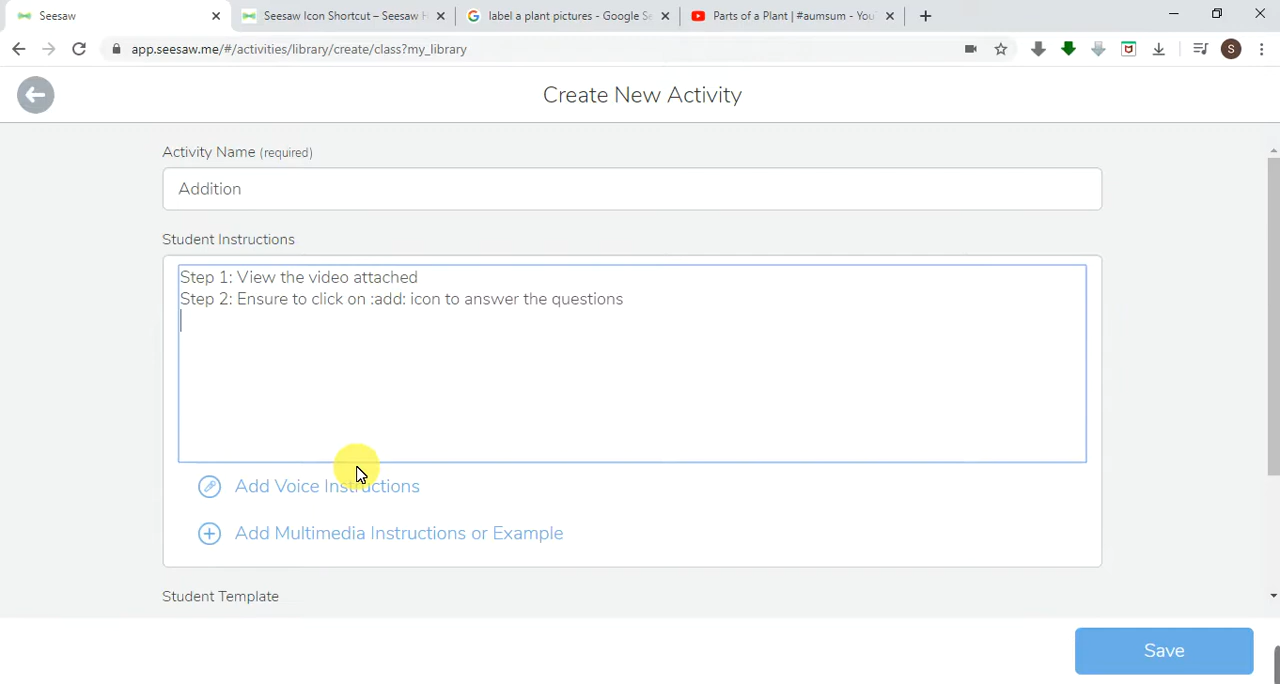 Seesaw
Seesaw Icon Shortcut – Seesaw H
label a plant pictures - Google Se
Parts of a Plant | #aumsum - You
app.seesaw.me/#/activities/library/create/class?my_library
S
Create New Activity
Activity Name (required)
Addition
Student Instructions
Step 1: View the video attached
Step 2: Ensure to click on :add: icon to answer the questions
Add Voice Instructions
Add Multimedia Instructions or Example
Student Template
Save